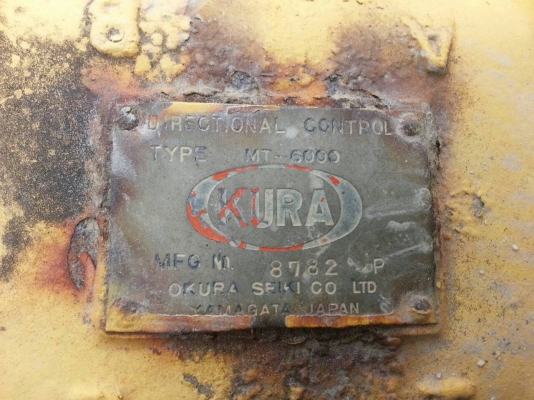 B
A
DIRECTIONAL CONTROL
TYPE MT-6000
OKURA
MFG No. 8782 P
OKURA SEIKI CO LTD
YAMAGATA JAPAN